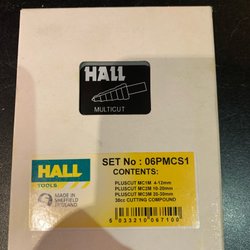 HALL
MULTICUT
SET No : 06PMCS1
CONTENTS:
HALL
TOOLS
PLUSCUT MC1M 4-12mm
PLUSCUT MC2M 10-20mm
PLUSCUT MC3M 20-30mm
30cc CUTTING COMPOUND
MADE IN
SHEFFIELD
ENGLAND
5 033210 067100